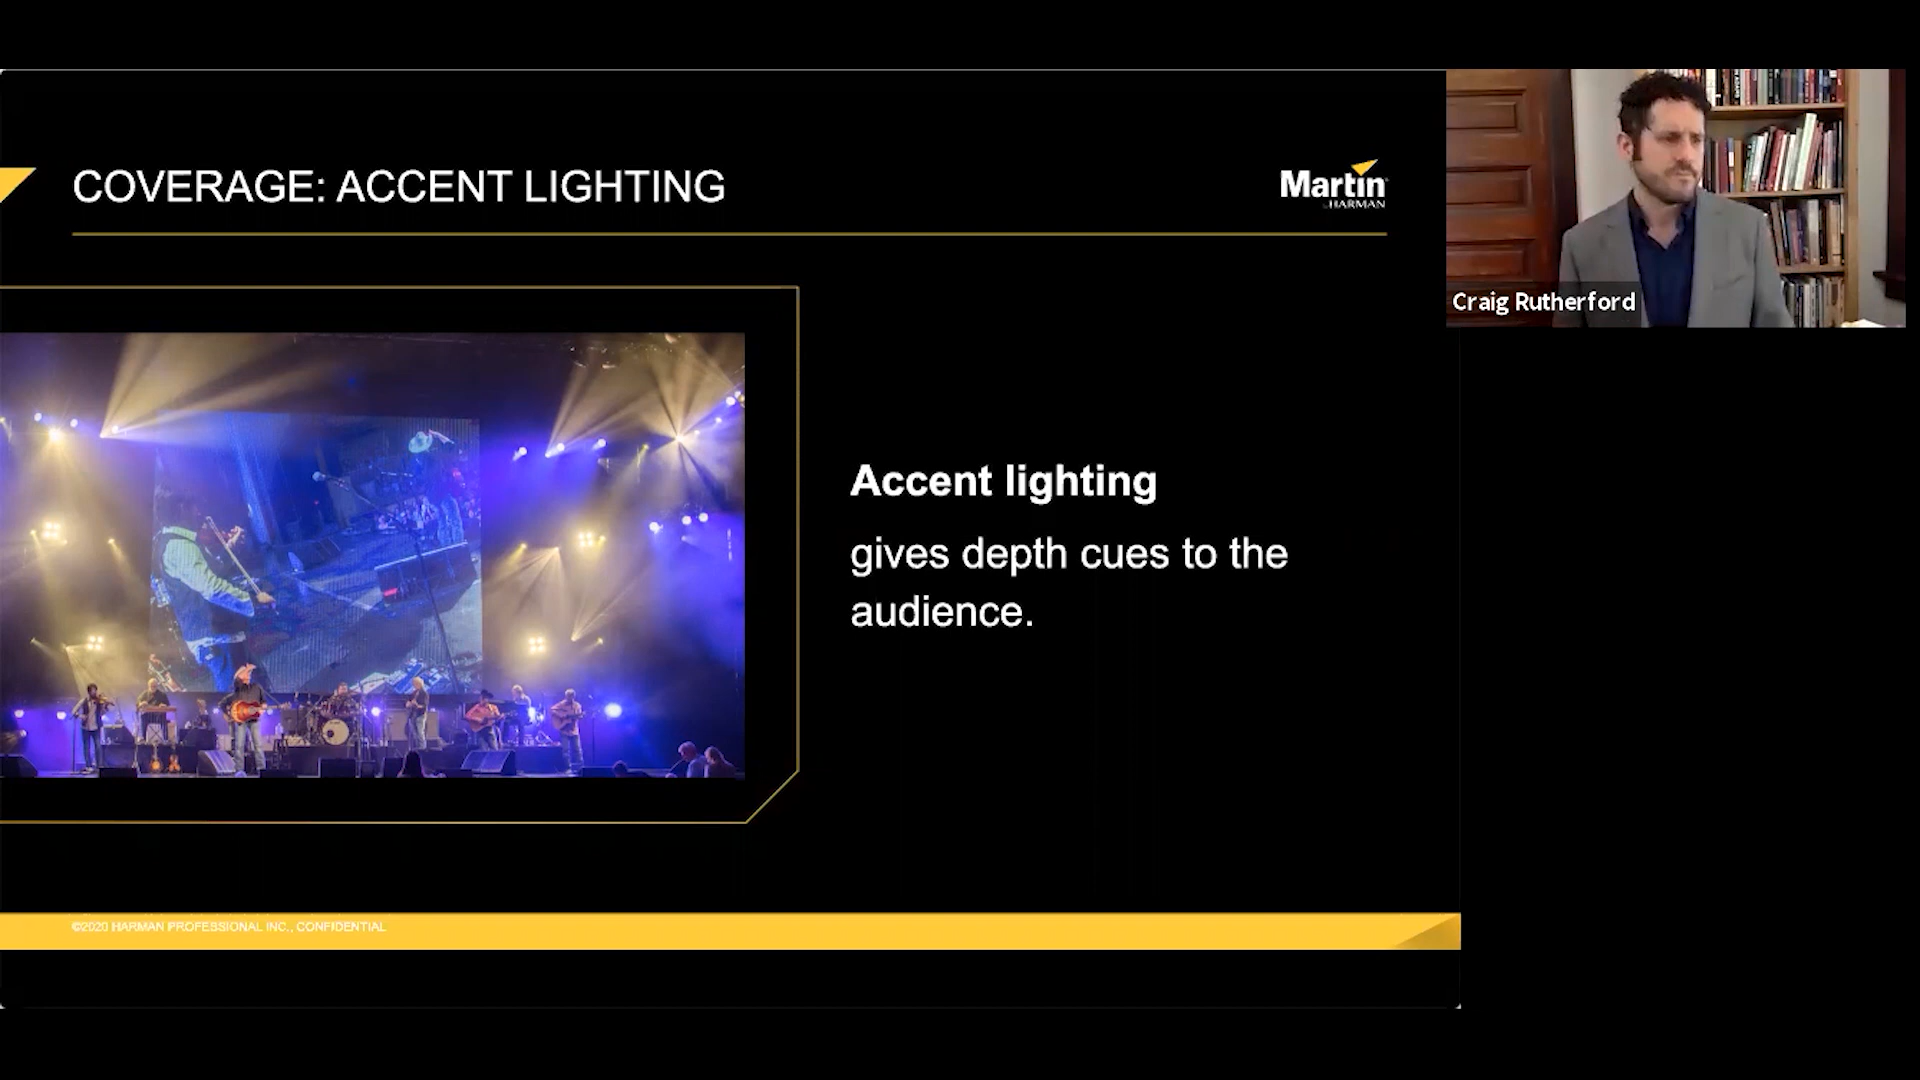 COVERAGE: ACCENT LIGHTING
Martin
by HARMAN
Craig Rutherford
Accent lighting
gives depth cues to the
audience.
©2020 HARMAN PROFESSIONAL INC., CONFIDENTIAL